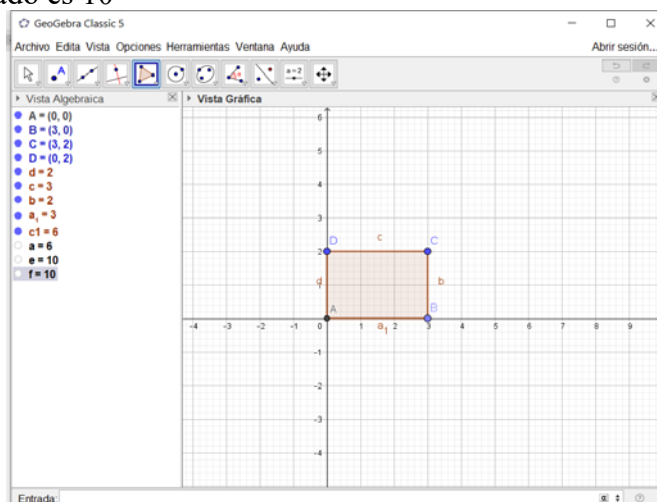 ado es 10
GeoGebra Classic 5
Archivo Edita Vista Opciones Herramientas Ventana Ayuda
Abrir sesión...
Vista Algebraica
Vista Gráfica
A = (0, 0)
B = (3, 0)
C = (3, 2)
D = (0, 2)
d = 2
c = 3
b = 2
a₁ = 3
c1 = 6
a = 6
e = 10
f = 10
6
5
4
3
2
D c C
d b
A B
-4 -3 -2 -1 0 1 a₁ 2 3 4 5 6 7 8 9
-1
-2
-3
-4
Entrada: